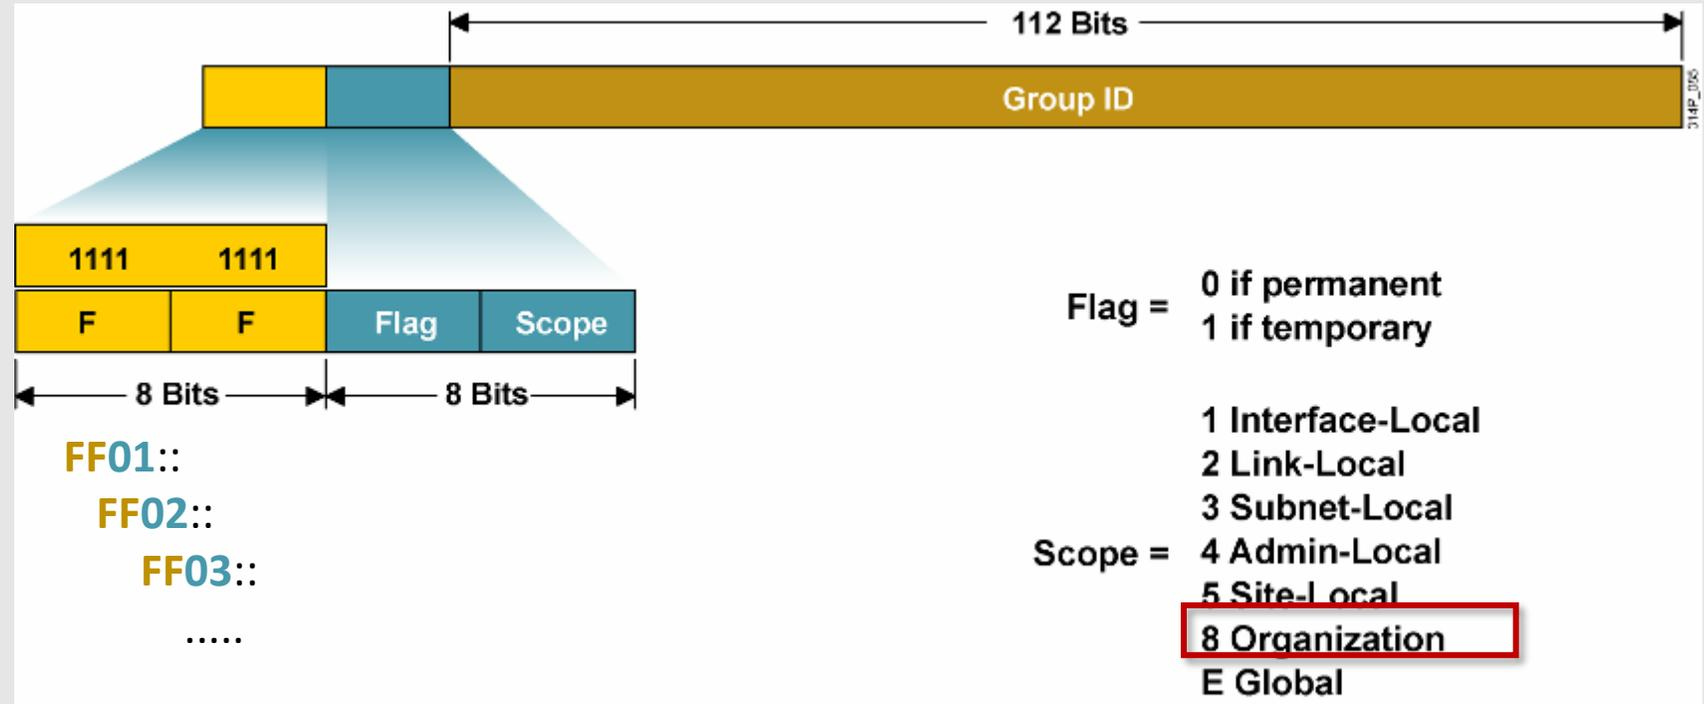 112 Bits
Group ID
314P_055
1111 1111
F F Flag Scope
8 Bits 8 Bits
FF01::
FF02::
FF03::
.....
Flag = 0 if permanent
1 if temporary
Scope = 1 Interface-Local
2 Link-Local
3 Subnet-Local
4 Admin-Local
5 Site-Local
8 Organization
E Global